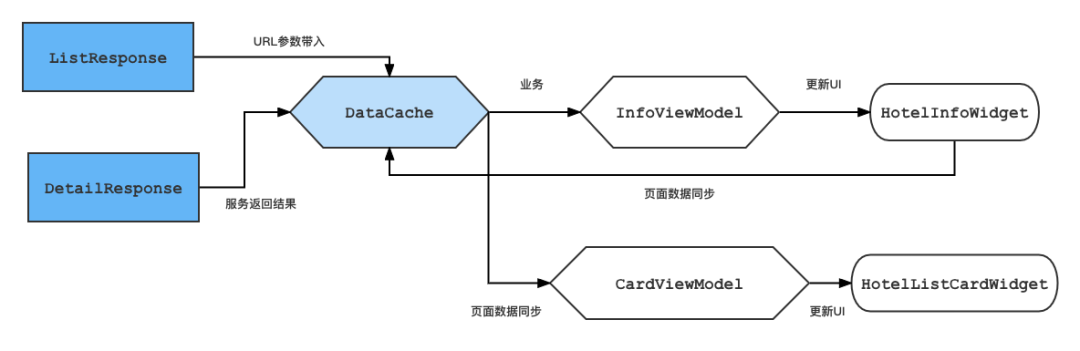 URL参数带入
ListResponse
业务
更新UI
DataCache
InfoViewModel
HotelInfoWidget
DetailResponse
服务返回结果
页面数据同步
CardViewModel
HotelListCardWidget
页面数据同步
更新UI